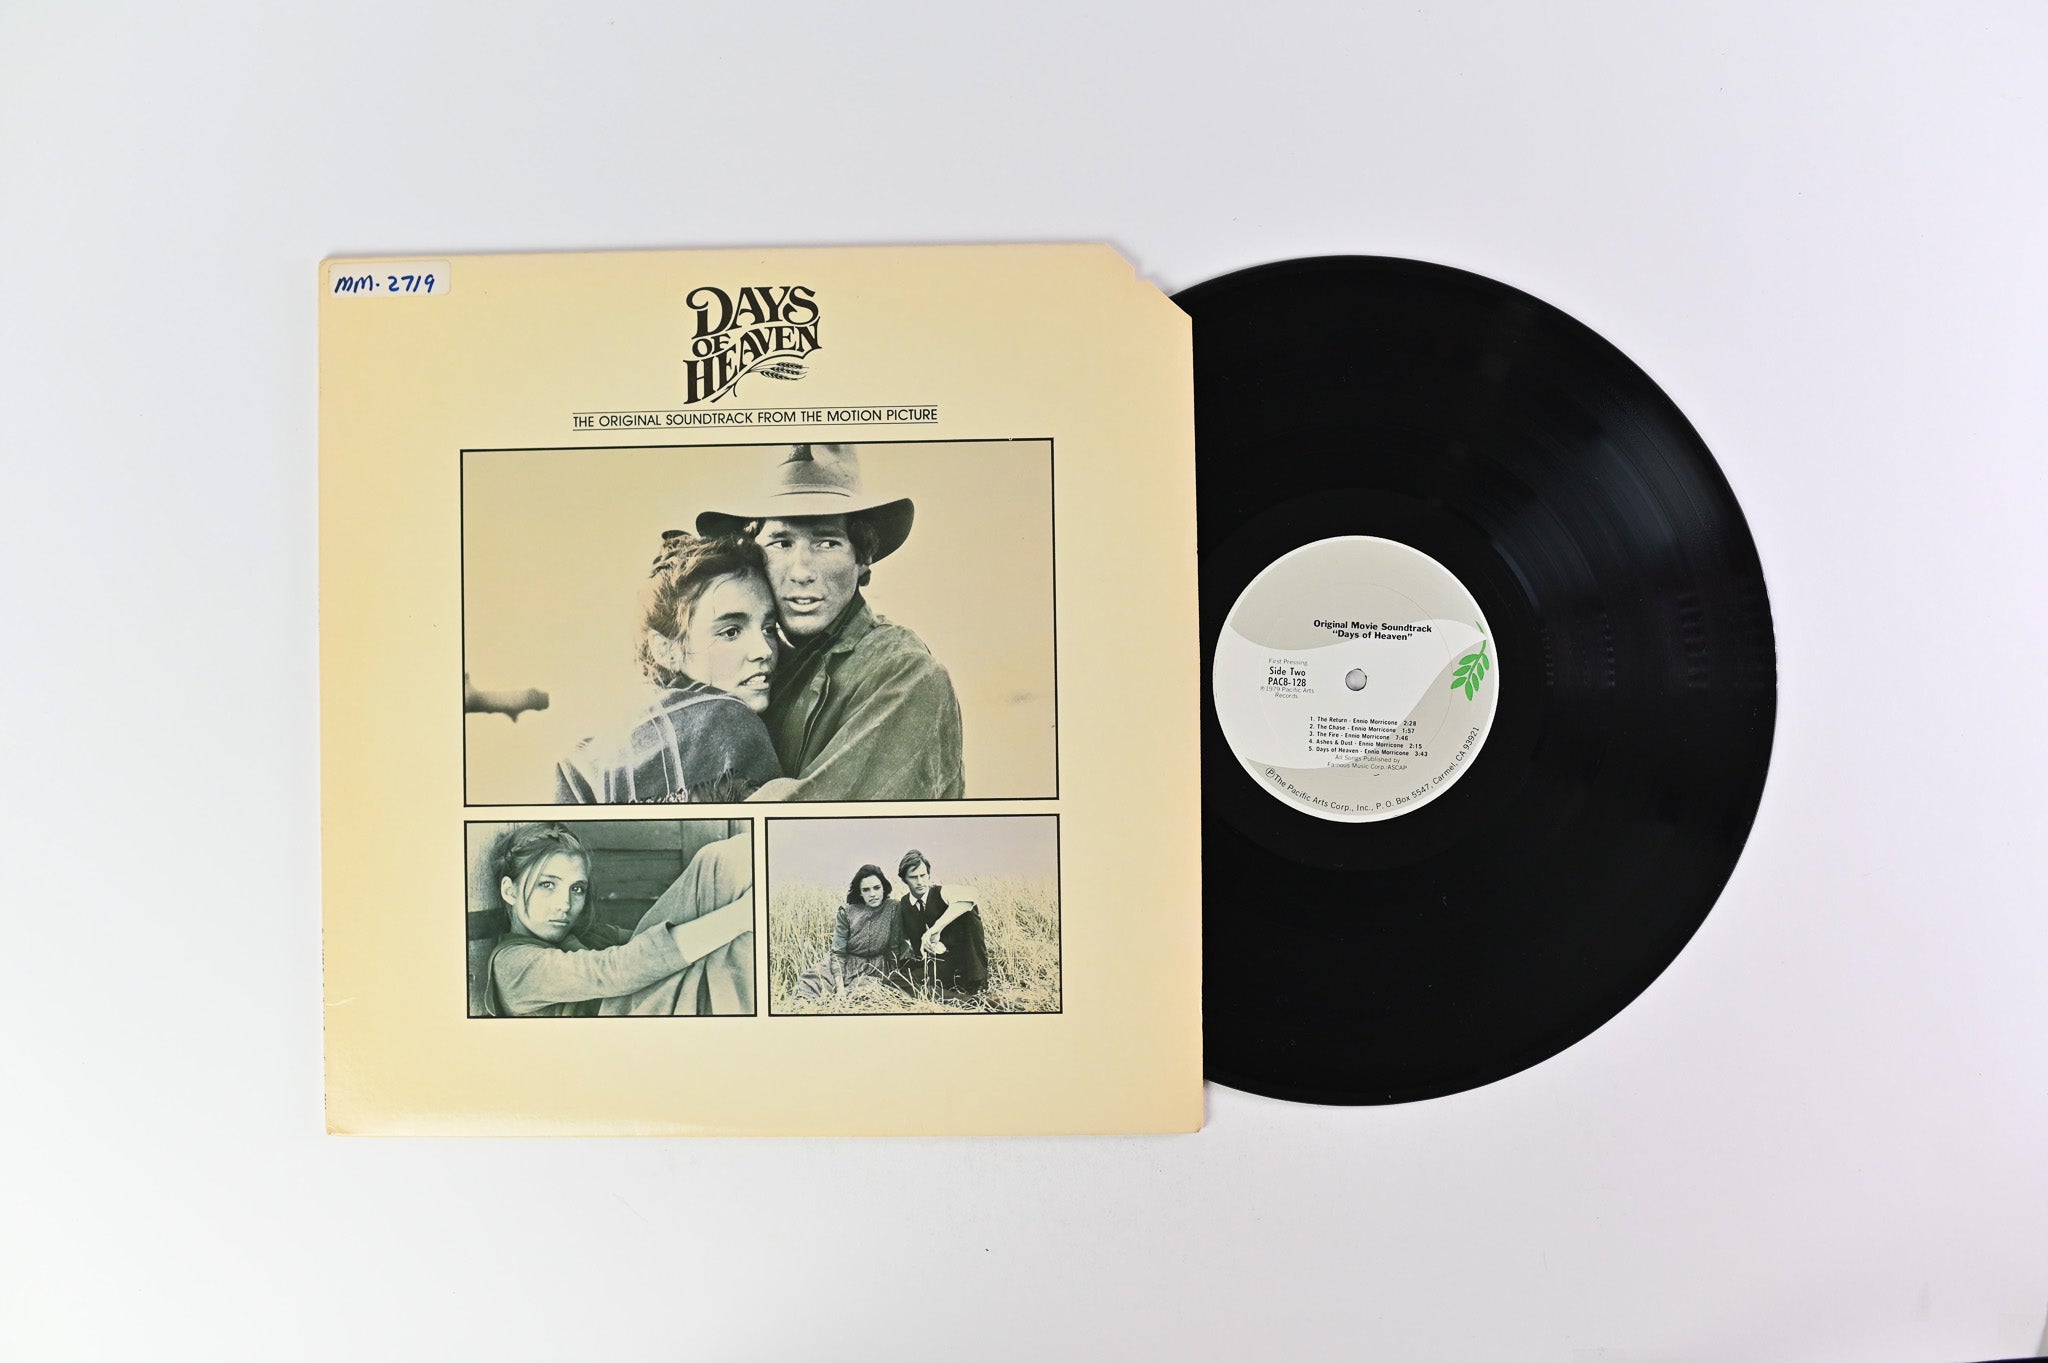 MM-2719
DAYS
OF
HEAVEN
THE ORIGINAL SOUNDTRACK FROM THE MOTION PICTURE
Original Movie Soundtrack
"Days of Heaven"
First Pressing
Side Two
PAC8-128
℗1979 Pacific Arts
Records
1. The Return - Ennio Morricone 2:28
2. The Chase - Ennio Morricone 1:57
3. The Fire - Ennio Morricone 7:46
4. Ashes & Dust - Ennio Morricone 2:15
5. Days of Heaven - Ennio Morricone 3:43
All Songs Published by
Famous Music Corp. ASCAP
℗The Pacific Arts Corp., Inc., P. O. Box 5547, Carmel, CA 93921